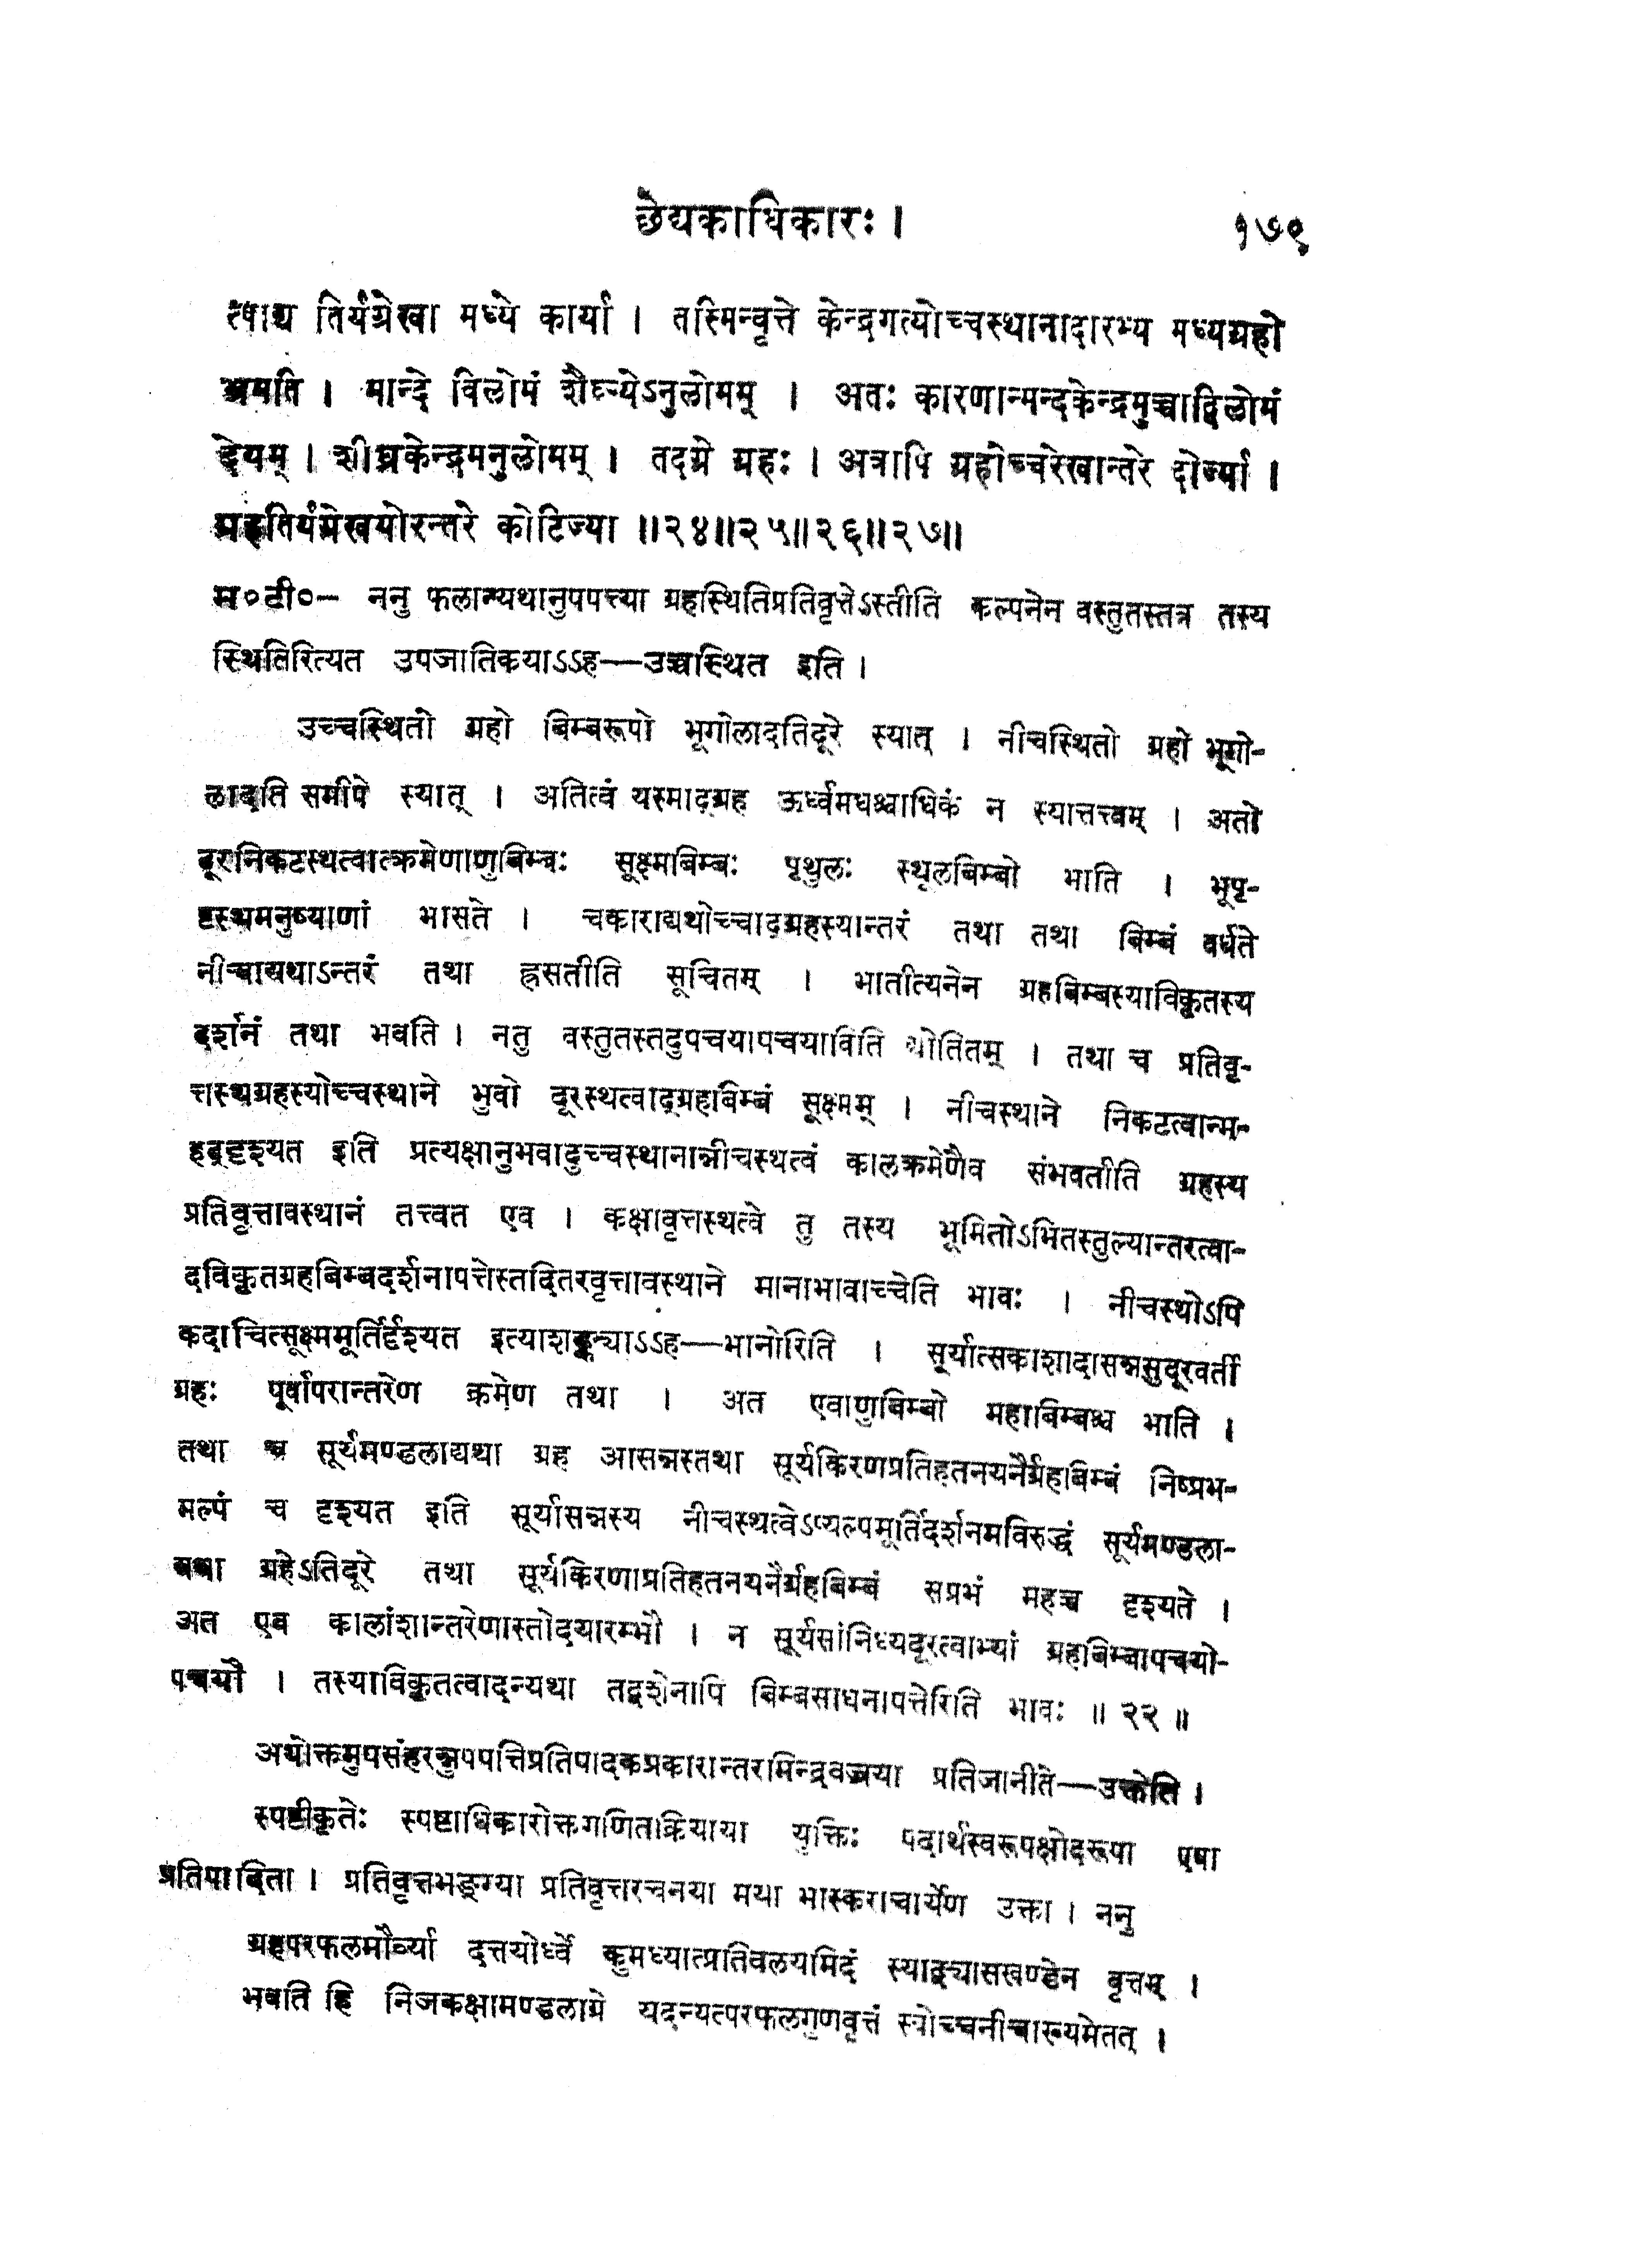 छेद्यकाधिकारः । १७९
त्पाद्य तिर्यग्रेखा मध्ये कार्या । तस्मिन्वृत्ते केन्द्रगत्योच्चस्थानादारभ्य मध्यग्रहो
भ्रमति । मान्दे विलोमं शैघ्र्येऽनुलोमम् । अतः कारणान्मन्दकेन्द्रमुच्चाद्विलोमं
देयम् । शीघ्रकेन्द्रमनुलोमम् । तदग्रे ग्रहः । अत्रापि ग्रहोच्चरेखान्तरे दोर्ज्या ।
ग्रहतिर्यग्रेखयोरन्तरे कोटिज्या ॥२४॥२५॥२६॥२७॥
म०टी०— ननु फलान्यथानुपपत्त्या ग्रहस्थितिप्रतिवृत्तेऽस्तीति कल्पनेन वस्तुतस्तत्र तस्य
स्थितिरित्यत उपजातिकयाऽऽह—उच्चस्थित इति ।
उच्चस्थितो ग्रहो बिम्बरूपो भूगोलादतिदूरे स्यात् । नीचस्थितो ग्रहो भूगो-
लादति समीपे स्यात् । अतित्वं यस्माद्ग्रह ऊर्ध्वमधश्चाधिकं न स्यात्तत्त्वम् । अतो
दूरानिकटस्थत्वात्क्रमेणाणुबिम्बः सूक्ष्मबिम्बः पृथुलः स्थूलबिम्बो भाति । भूपृ-
ष्टस्थमनुष्याणां भासते । चकाराद्यथोच्चाद्ग्रहस्यान्तरं तथा तथा बिम्बं वर्धते
नीचाद्यथाऽन्तरं तथा ह्रसतीति सूचितम् । भातीत्यनेन ग्रहबिम्बस्याविकृतस्य
दर्शनं तथा भवति । नतु वस्तुतस्तदुपचयापचयाविति द्योतितम् । तथा च प्रतिवृ-
त्तस्थग्रहस्योच्चस्थाने भुवो दूरस्थत्वाद्ग्रहबिम्बं सूक्ष्मम् । नीचस्थाने निकटत्वान्म-
हद्दृश्यत इति प्रत्यक्षानुभवादुच्चस्थानान्नीचस्थत्वं कालक्रमेणैव संभवतीति ग्रहस्य
प्रतिवृत्तावस्थानं तत्त्वत एव । कक्षावृत्तस्थत्वे तु तस्य भूमितोऽभितस्तुल्यान्तरत्वा-
दविकृतग्रहबिम्बदर्शनापत्तेस्तदितरवृत्तावस्थाने मानाभावाच्चेति भावः । नीचस्थोऽपि
कदाचित्सूक्ष्ममूर्तिर्दृश्यत इत्याशङ्क्याऽऽह—भानोरिति । सूर्यात्सकाशादासन्नसुदूरवर्ती
ग्रहः पूर्वापरान्तरेण क्रमेण तथा । अत एवाणुबिम्बो महाबिम्बश्च भाति ।
तथा च सूर्यमण्डलाद्यथा ग्रह आसन्नस्तथा सूर्यकिरणप्रतिहतनयनैर्ग्रहबिम्बं निष्प्रभ-
मल्पं च दृश्यत इति सूर्यासन्नस्य नीचस्थत्वेऽप्यल्पमूर्तिदर्शनमविरुद्धं सूर्यमण्डला-
द्यथा ग्रहेऽतिदूरे तथा सूर्यकिरणाप्रतिहतनयनैर्ग्रहबिम्बं सप्रभं महच्च दृश्यते ।
अत एव कालांशान्तरेणास्तोदयारम्भौ । न सूर्यसांनिध्यदूरत्वाभ्यां ग्रहबिम्बापचयो-
पचयौ । तस्याविकृतत्वादन्यथा तद्वशेनापि बिम्बसाधनापत्तेरिति भावः ॥ २२ ॥
अथोक्तमुपसंहरन्नुपपत्तिप्रतिपादकप्रकारान्तरमिन्द्रवज्रया प्रतिजानीते—उक्तेति ।
स्पष्टीकृतेः स्पष्टाधिकारोक्तगणितक्रियाया युक्तिः पदार्थस्वरूपक्षोदरूपा एषा
प्रतिपादिता । प्रतिवृत्तभङ्ग्या प्रतिवृत्तरचनया मया भास्कराचार्येण उक्ता । ननु
ग्रहपरफलमौर्व्या दत्तयोर्ध्वे कुमध्यात्प्रतिवलयमिदं स्याद्व्यासखण्डेन वृत्तम् ।
भवति हि निजकक्षामण्डलाग्रे यदन्यत्परफलगुणवृत्तं स्वोच्चनीचाख्यमेतत् ।